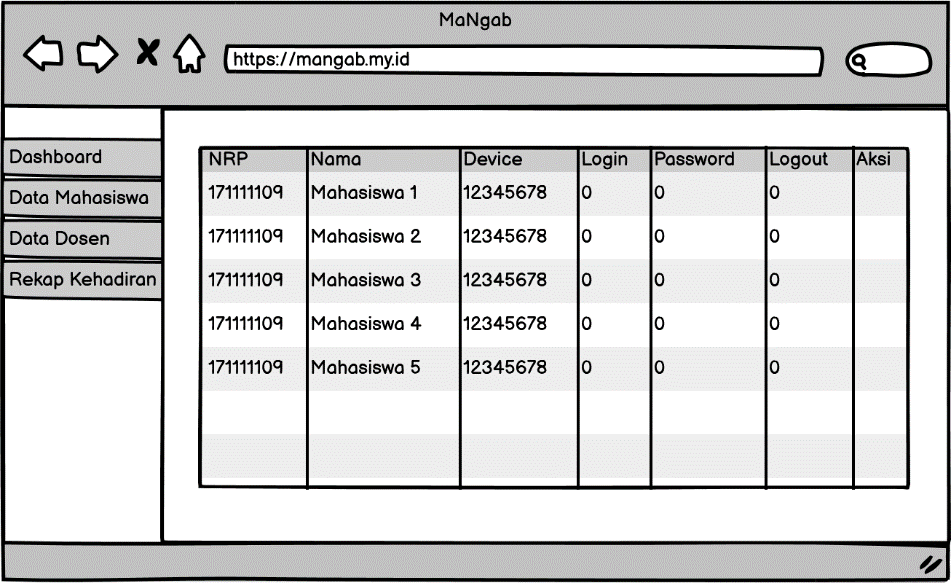 MaNgab
https://mangab.my.id
Dashboard
Data Mahasiswa
Data Dosen
Rekap Kehadiran
NRP Nama Device Login Password Logout Aksi
171111109 Mahasiswa 1 12345678 0 0 0
171111109 Mahasiswa 2 12345678 0 0 0
171111109 Mahasiswa 3 12345678 0 0 0
171111109 Mahasiswa 4 12345678 0 0 0
171111109 Mahasiswa 5 12345678 0 0 0